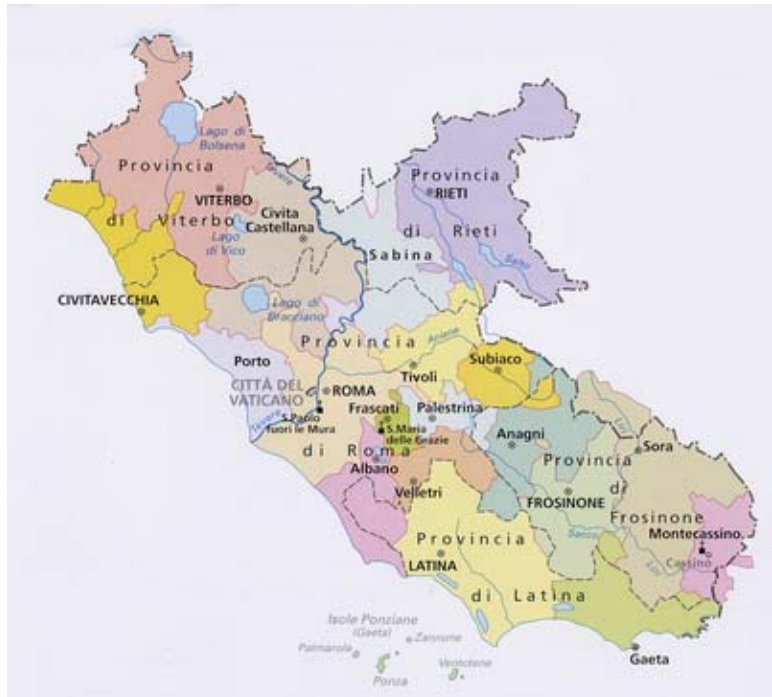 Lago di
Bolsena
Provincia
di Viterbo
VITERBO
Tevere
Civita
Castellana
Lago
di Vico
Provincia
di Rieti
RIETI
Salto
Sabina
CIVITAVECCHIA
Lago di
Bracciano
Provincia
di Roma
Aniene
Porto
Tivoli
Subiaco
CITTÀ DEL
VATICANO
ROMA
Tevere
S.Paolo
fuori le Mura
Frascati
Palestrina
S.Maria
delle Grazie
Albano
Velletri
Anagni
Liri
Sora
Provincia
di
Frosinone
FROSINONE
Sacco
Liri
Montecassino
Cassino
Provincia
di Latina
LATINA
Gaeta
Isole Ponziane
(Gaeta)
Palmarola
Zannone
Ponza
Ventotene